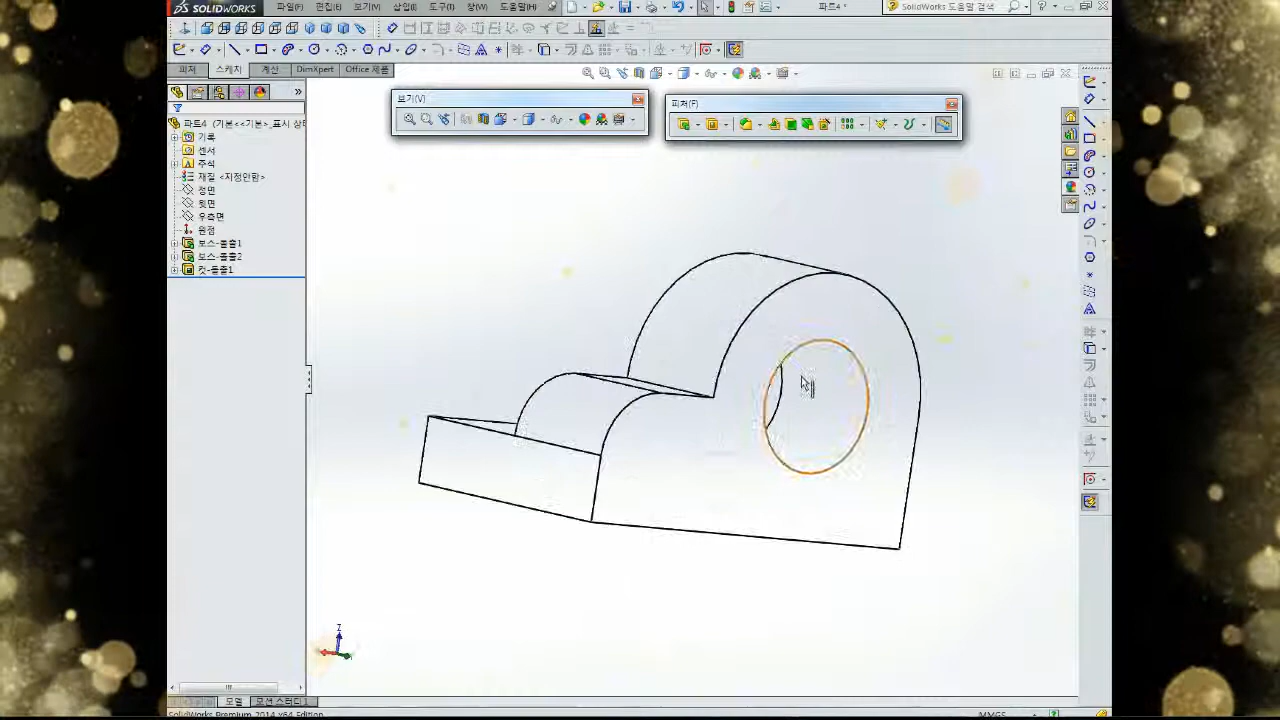 SOLIDWORKS
파일(F) 편집(E) 보기(V) 삽입(I) 도구(T) 창(W) 도움말(H)
파트4 *
SolidWorks 도움말 검색
피처 스케치 계산 DimXpert Office 제품
보기(V)
피처(F)
파트4 (기본<<기본>_표시 상태
기록
센서
주석
재질 <지정안함>
정면
윗면
우측면
원점
보스-돌출1
보스-돌출2
컷-돌출1
Z
모델 모션 스터디 1
SolidWorks Premium 2014 x64 Edition
MMGS